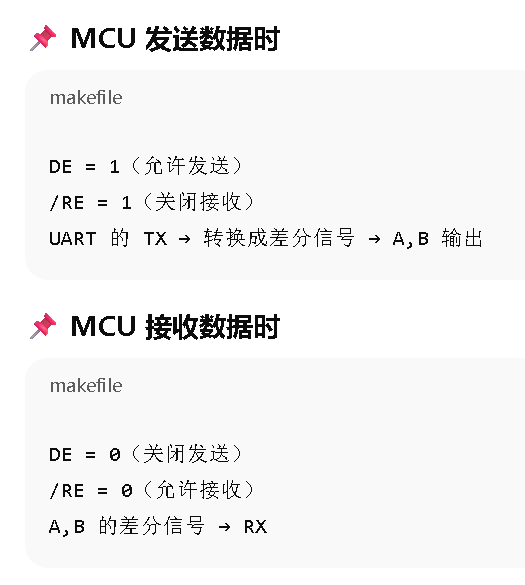 📌 MCU 发送数据时
makefile
DE = 1（允许发送）
/RE = 1（关闭接收）
UART 的 TX → 转换成差分信号 → A,B 输出
📌 MCU 接收数据时
makefile
DE = 0（关闭发送）
/RE = 0（允许接收）
A,B 的差分信号 → RX